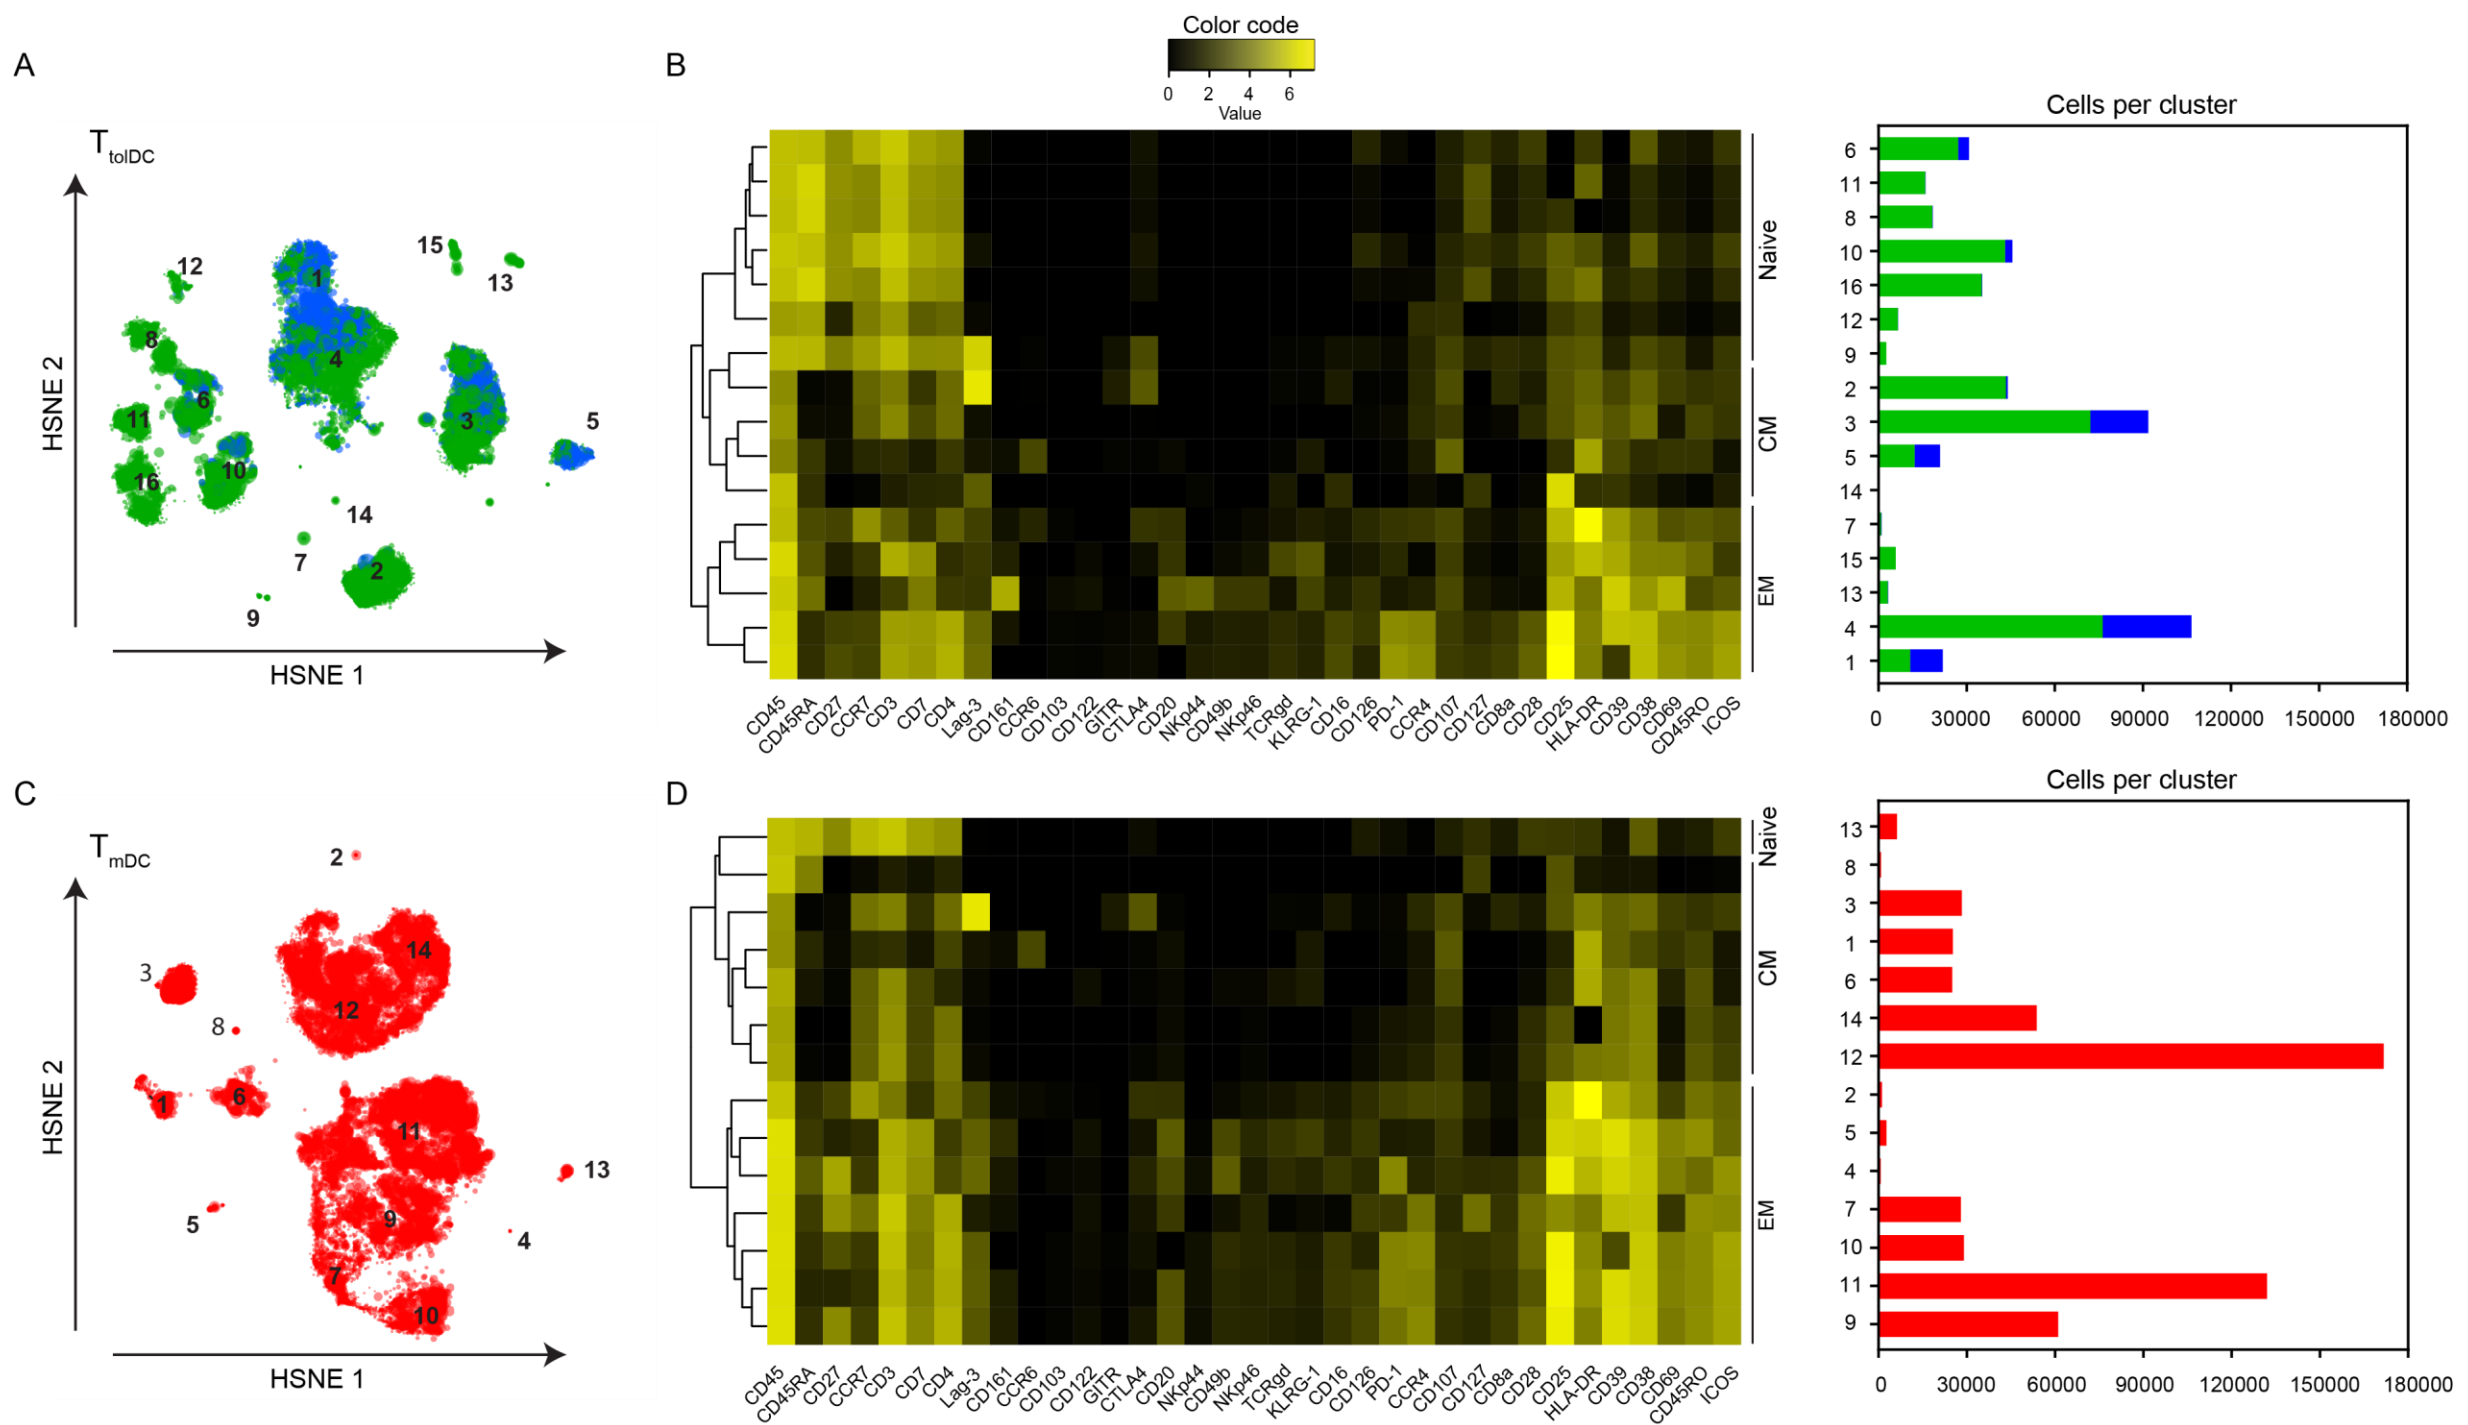 A
T tolDC
HSNE 2
HSNE 1
12
15
13
1
8
4
6
11
3
5
10
16
14
7
2
9
B
Color code
0 2 4 6
Value
Naive
CM
EM
CD45 CD45RA CD27 CCR7 CD3 CD7 CD4 Lag-3 CD161 CCR6 CD103 CD122 GITR CTLA4 CD20 NKp44 CD49b NKp46 TCRgd KLRG-1 CD16 CD126 PD-1 CCR4 CD107 CD127 CD8a CD28 CD25 HLA-DR CD39 CD38 CD69 CD45RO ICOS
Cells per cluster
6
11
8
10
16
12
9
2
3
5
14
7
15
13
4
1
0 30000 60000 90000 120000 150000 180000
C
T mDC
HSNE 2
HSNE 1
2
14
3
12
8
1
6
11
13
5
9
4
7
10
D
Naive
CM
EM
CD45 CD45RA CD27 CCR7 CD3 CD7 CD4 Lag-3 CD161 CCR6 CD103 CD122 GITR CTLA4 CD20 NKp44 CD49b NKp46 TCRgd KLRG-1 CD16 CD126 PD-1 CCR4 CD107 CD127 CD8a CD28 CD25 HLA-DR CD39 CD38 CD69 CD45RO ICOS
Cells per cluster
13
8
3
1
6
14
12
2
5
4
7
10
11
9
0 30000 60000 90000 120000 150000 180000